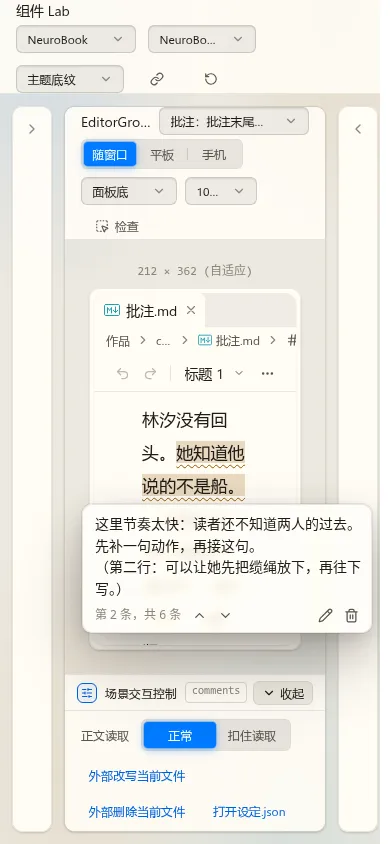 组件 Lab
NeuroBook
NeuroBo...
主题底纹
EditorGro...
批注：批注末尾...
随窗口
平板
手机
面板底
10...
检查
212 × 362 (自适应)
批注.md
作品
c...
批注.md
#
标题 1
林汐没有回
头。她知道他
说的不是船。
这里节奏太快：读者还不知道两人的过去。
先补一句动作，再接这句。
（第二行：可以让她先把缆绳放下，再往下
写。）
第 2 条，共 6 条
场景交互控制
comments
收起
正文读取
正常
扣住读取
外部改写当前文件
外部删除当前文件
打开设定.json